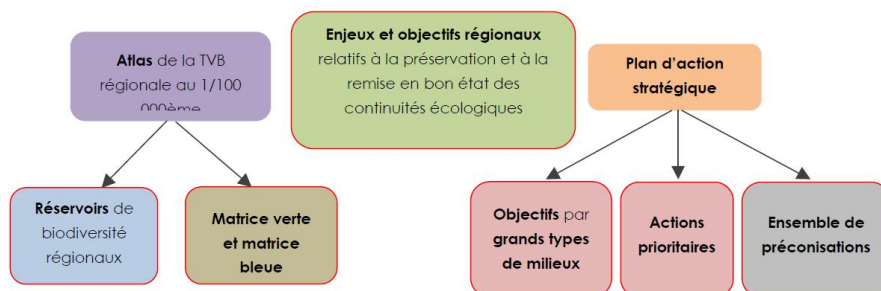 Atlas de la TVB
régionale au 1/100
000ème
Enjeux et objectifs régionaux
relatifs à la préservation et à la
remise en bon état des
continuités écologiques
Plan d’action
stratégique
Réservoirs de
biodiversité
régionaux
Matrice verte
et matrice
bleue
Objectifs par
grands types
de milieux
Actions
prioritaires
Ensemble de
préconisations